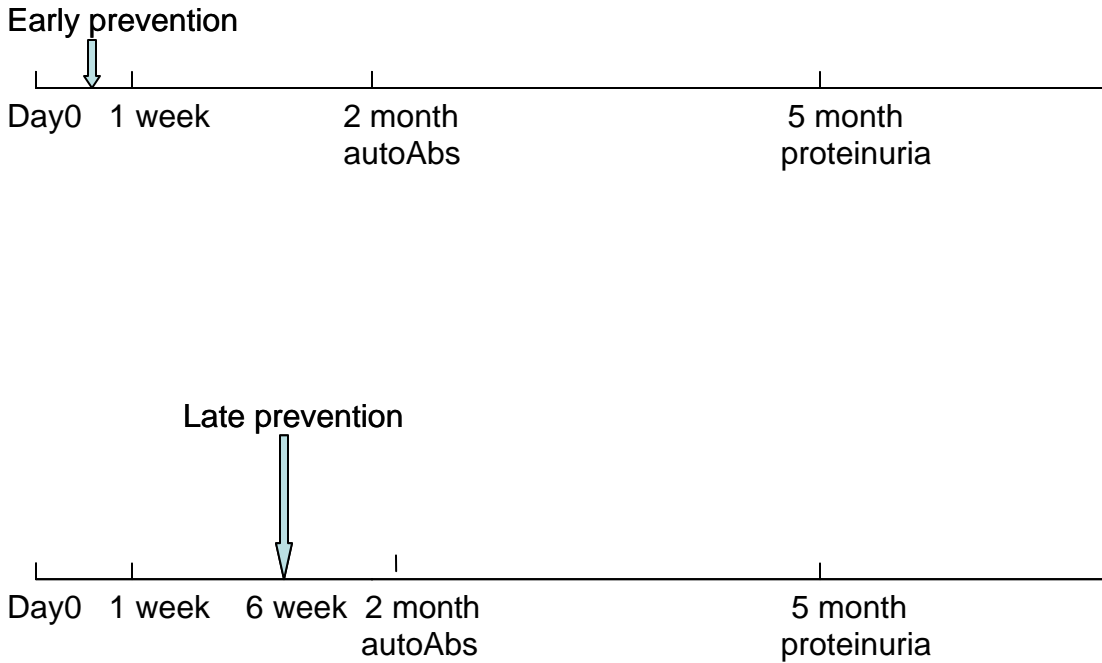 Early prevention
Day0 1 week 2 month 5 month
autoAbs proteinuria
Late prevention
Day0 1 week 6 week 2 month 5 month
autoAbs proteinuria